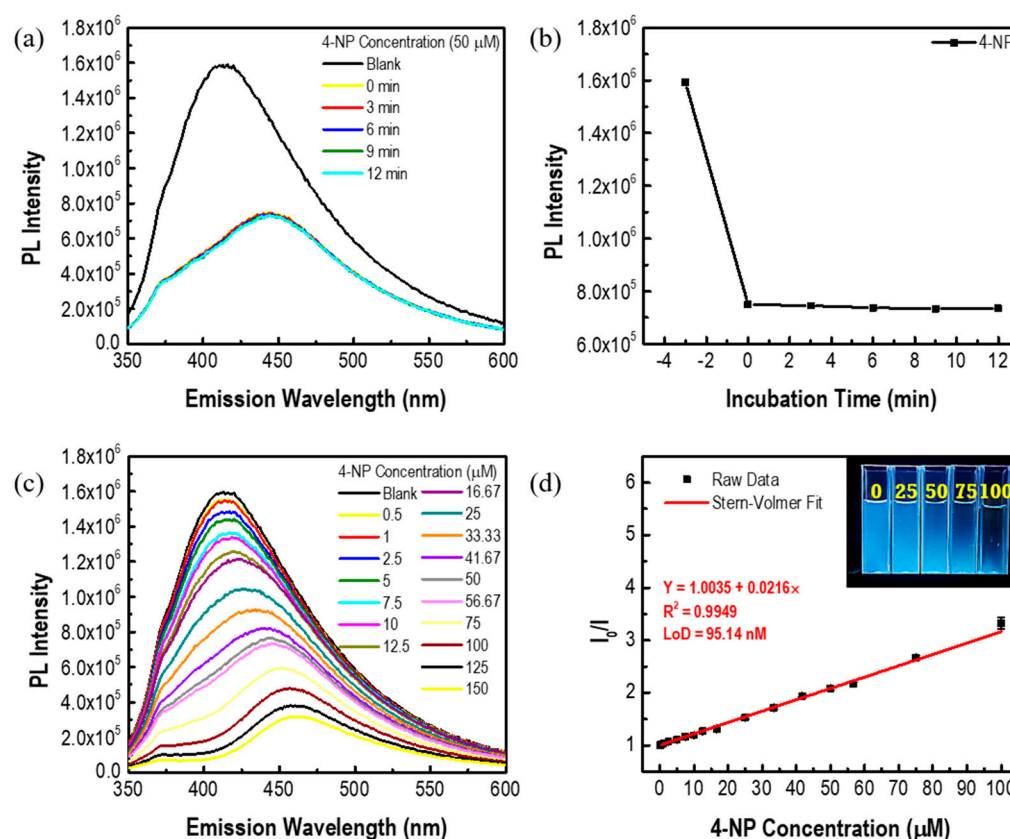 (a)
1.8x10⁶
1.6x10⁶
1.4x10⁶
1.2x10⁶
1.0x10⁶
8.0x10⁵
6.0x10⁵
4.0x10⁵
2.0x10⁵
0.0
PL Intensity
4-NP Concentration (50 μM)
Blank
0 min
3 min
6 min
9 min
12 min
350 400 450 500 550 600
Emission Wavelength (nm)
(b)
1.8x10⁶
1.6x10⁶
1.4x10⁶
1.2x10⁶
1.0x10⁶
8.0x10⁵
6.0x10⁵
PL Intensity
4-NP
-4 -2 0 2 4 6 8 10 12
Incubation Time (min)
(c)
1.8x10⁶
1.6x10⁶
1.4x10⁶
1.2x10⁶
1.0x10⁶
8.0x10⁵
6.0x10⁵
4.0x10⁵
2.0x10⁵
0.0
PL Intensity
4-NP Concentration (μM)
Blank 16.67
0.5 25
1 33.33
2.5 41.67
5 50
7.5 56.67
10 75
12.5 100
125
150
350 400 450 500 550 600
Emission Wavelength (nm)
(d)
6
5
4
3
2
1
I₀/I
Raw Data
Stern-Volmer Fit
0 25 50 75 100
Y = 1.0035 + 0.0216×
R² = 0.9949
LoD = 95.14 nM
0 10 20 30 40 50 60 70 80 90 100
4-NP Concentration (μM)